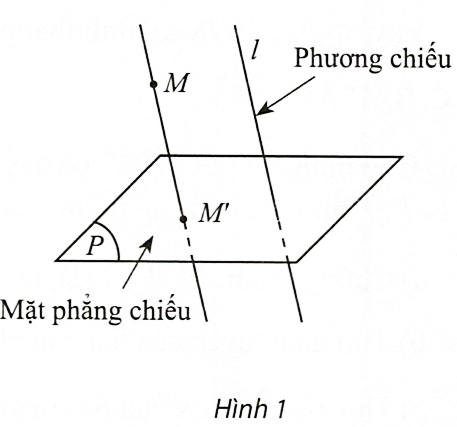 l
Phương chiếu
M
M'
P
Mặt phẳng chiếu
Hình 1